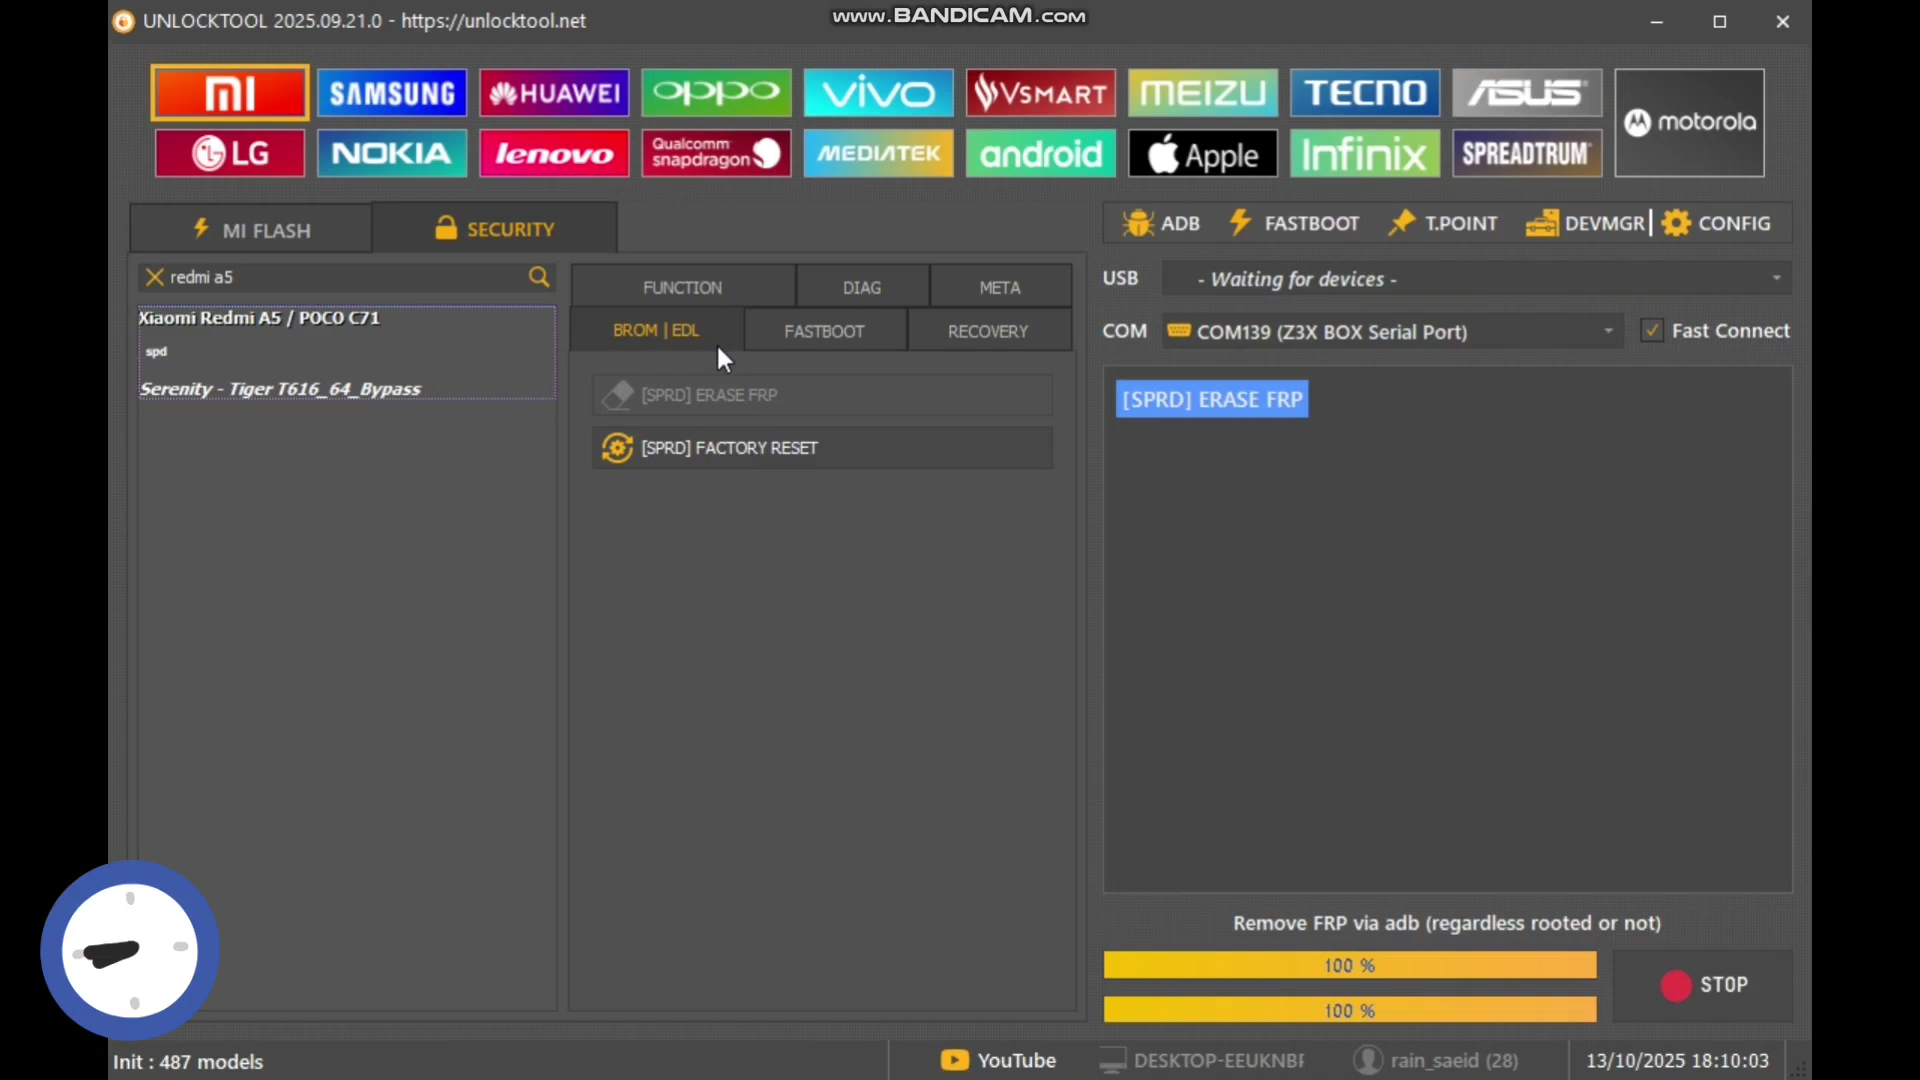 UNLOCKTOOL 2025.09.21.0 - https://unlocktool.net
www.BANDICAM.com
mi SAMSUNG HUAWEI oppo vivo VSMART MEIZU TECNO ASUS motorola
LG NOKIA lenovo Qualcomm snapdragon MEDIATEK android Apple Infinix SPREADTRUM
MI FLASH SECURITY
ADB FASTBOOT T.POINT DEVMGR CONFIG
redmi a5
Xiaomi Redmi A5 / POCO C71
spd
Serenity - Tiger T616_64_Bypass
FUNCTION DIAG META
BROM | EDL FASTBOOT RECOVERY
[SPRD] ERASE FRP
[SPRD] FACTORY RESET
USB - Waiting for devices -
COM COM139 (Z3X BOX Serial Port) Fast Connect
[SPRD] ERASE FRP
Remove FRP via adb (regardless rooted or not)
100 %
100 %
STOP
Init : 487 models
YouTube
rain_saeid (28)
13/10/2025 18:10:03